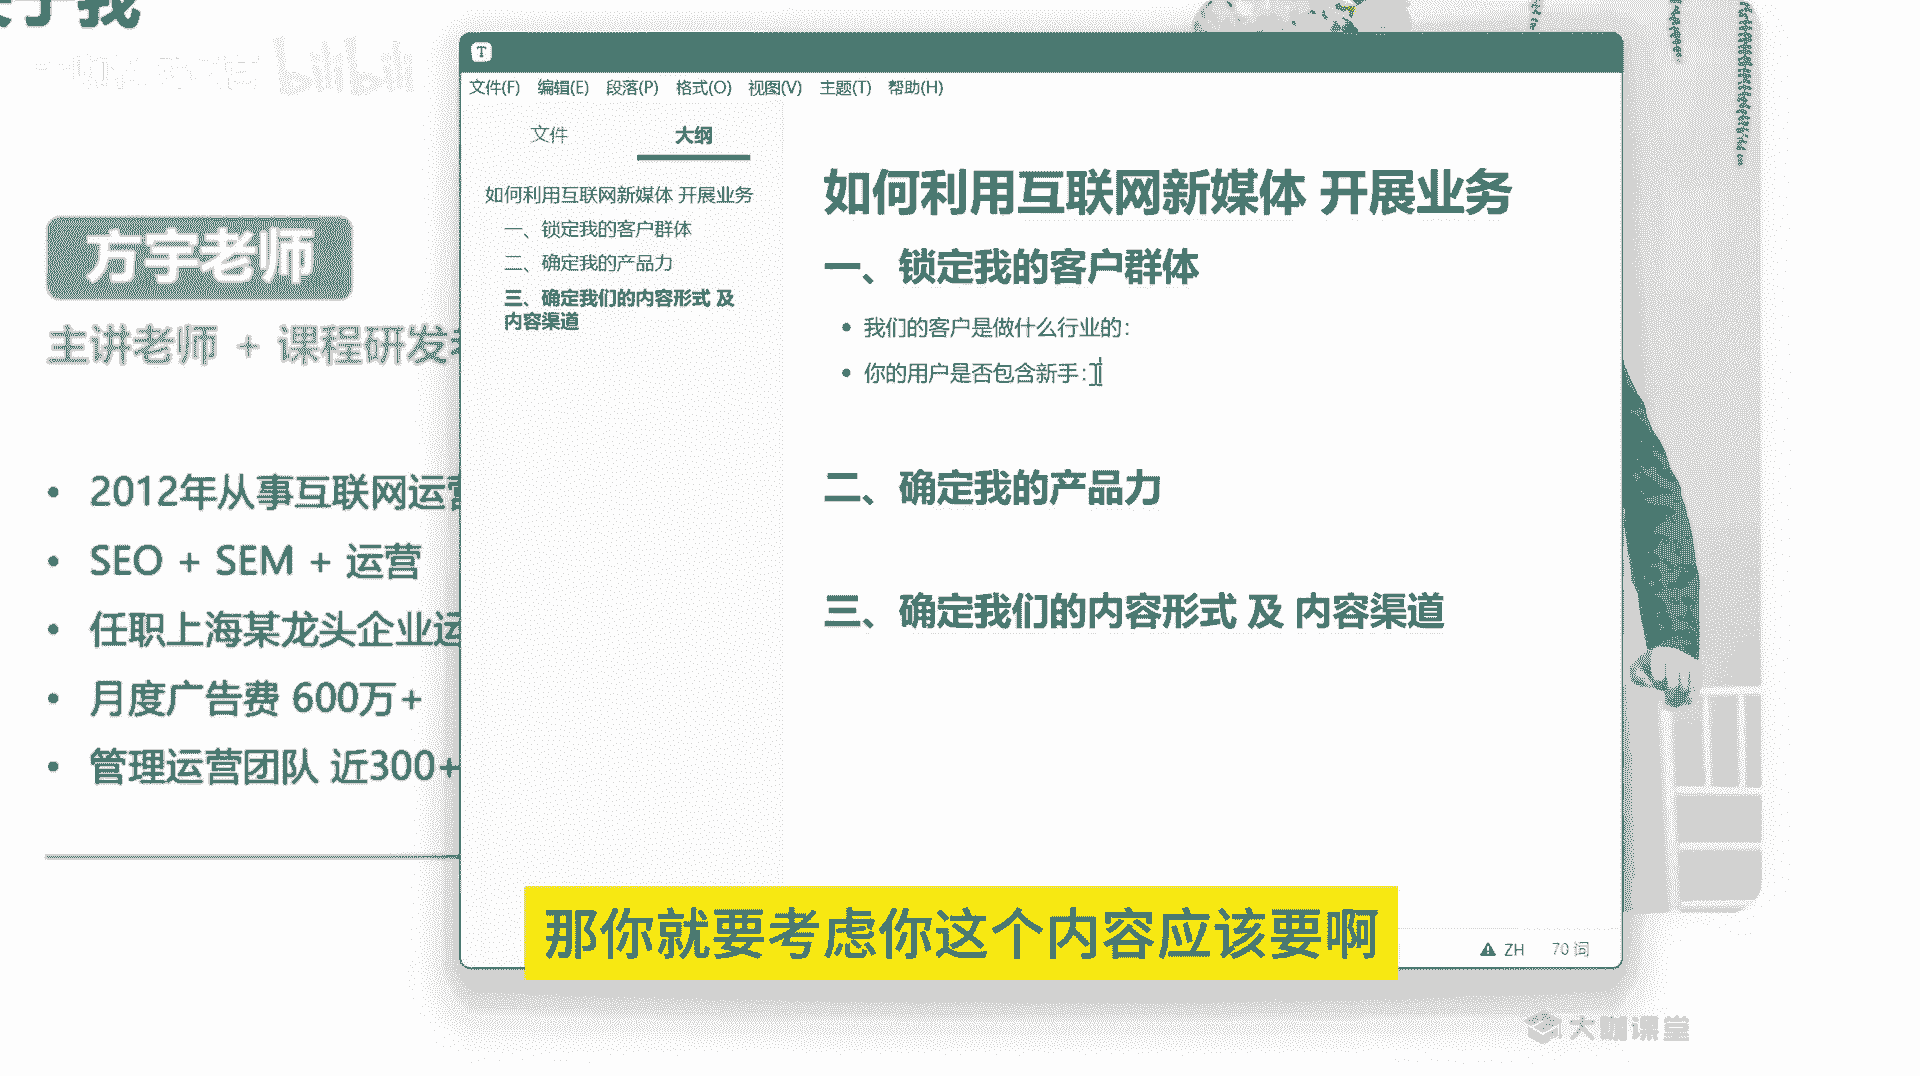 关于我
bilibili
方宇老师
主讲老师 + 课程研发
2012年从事互联网运营
SEO + SEM + 运营
任职上海某龙头企业运
月度广告费 600万+
管理运营团队 近300+
T
文件(F) 编辑(E) 段落(P) 格式(O) 视图(V) 主题(T) 帮助(H)
文件 大纲
如何利用互联网新媒体 开展业务
一、锁定我的客户群体
二、确定我的产品力
三、确定我们的内容形式 及
内容渠道
如何利用互联网新媒体 开展业务
一、锁定我的客户群体
我们的客户是做什么行业的：
你的用户是否包含新手：
二、确定我的产品力
三、确定我们的内容形式 及 内容渠道
ZH 70 词
那你就要考虑你这个内容应该要啊
大咖课堂